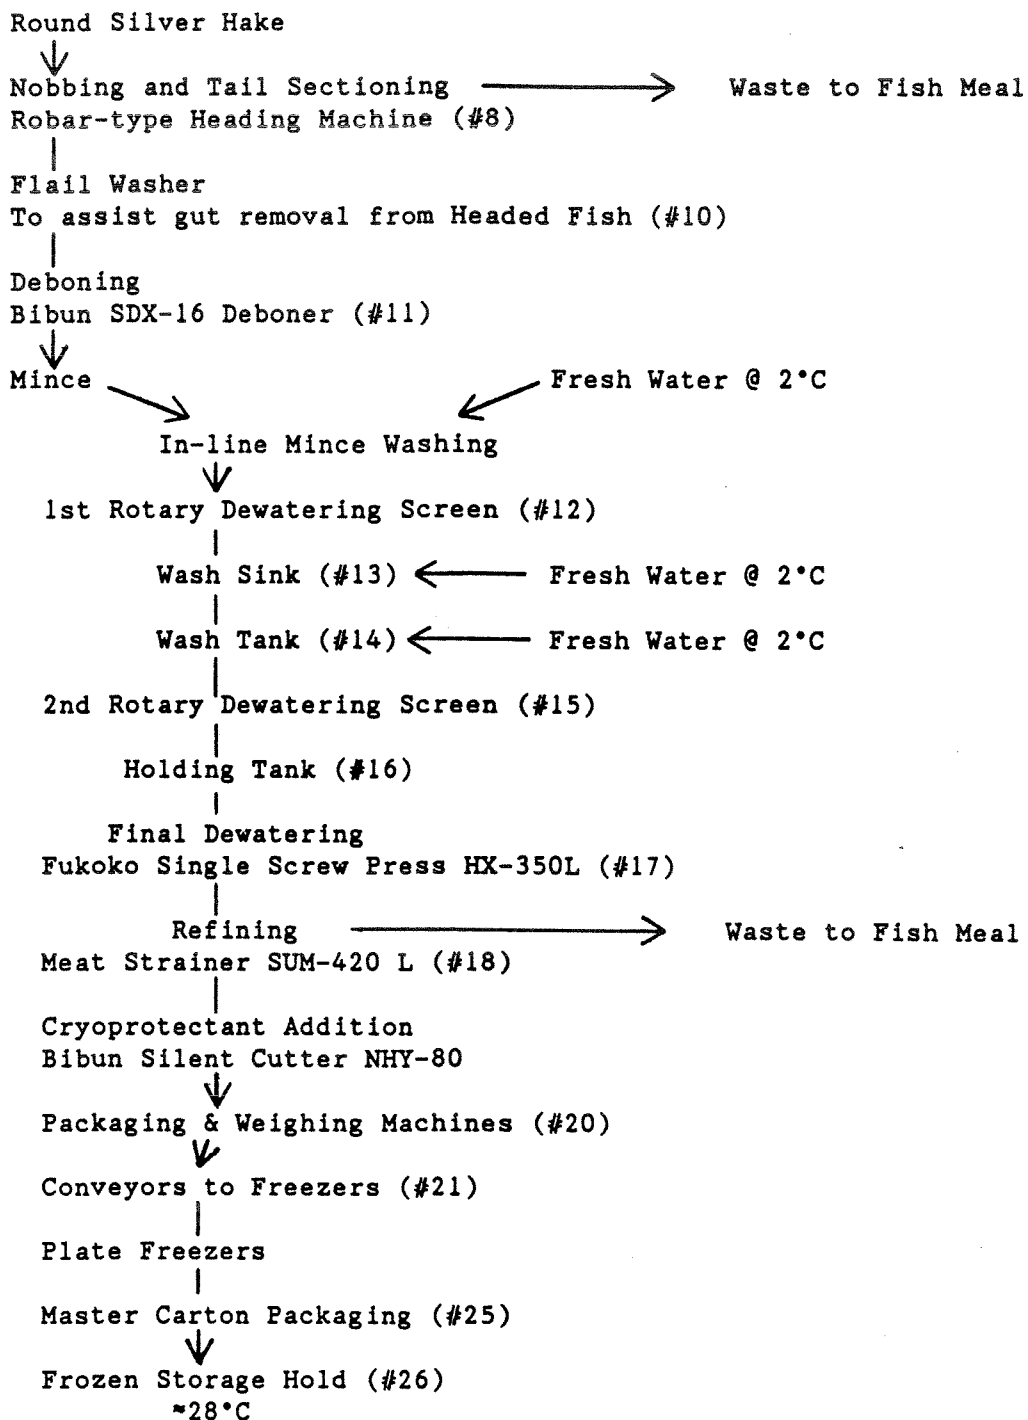 Round Silver Hake
Nobbing and Tail Sectioning Waste to Fish Meal
Robar-type Heading Machine (#8)
Flail Washer
To assist gut removal from Headed Fish (#10)
Deboning
Bibun SDX-16 Deboner (#11)
Mince Fresh Water @ 2°C
In-line Mince Washing
1st Rotary Dewatering Screen (#12)
Wash Sink (#13) Fresh Water @ 2°C
Wash Tank (#14) Fresh Water @ 2°C
2nd Rotary Dewatering Screen (#15)
Holding Tank (#16)
Final Dewatering
Fukoko Single Screw Press HX-350L (#17)
Refining Waste to Fish Meal
Meat Strainer SUM-420 L (#18)
Cryoprotectant Addition
Bibun Silent Cutter NHY-80
Packaging & Weighing Machines (#20)
Conveyors to Freezers (#21)
Plate Freezers
Master Carton Packaging (#25)
Frozen Storage Hold (#26)
≈28°C